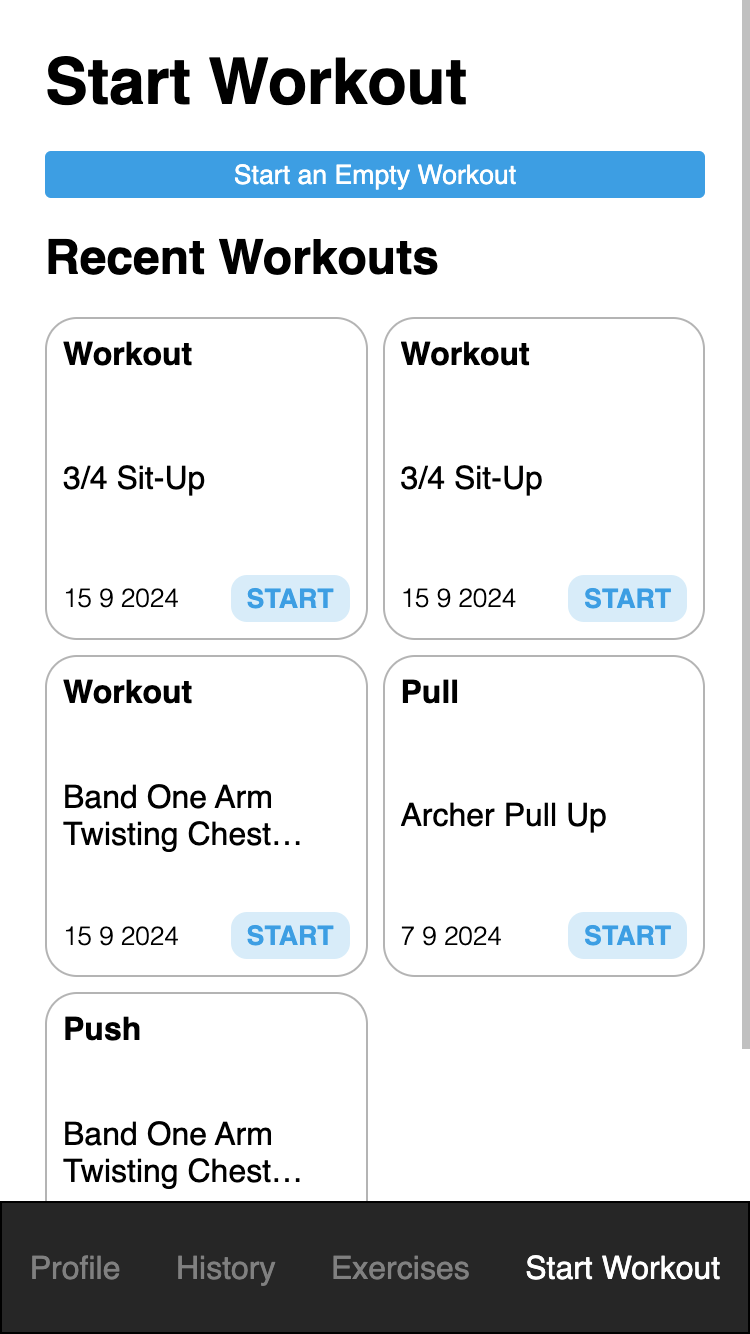 Start Workout
Start an Empty Workout
Recent Workouts
Workout
3/4 Sit-Up
15 9 2024
START
Workout
3/4 Sit-Up
15 9 2024
START
Workout
Band One Arm
Twisting Chest…
15 9 2024
START
Pull
Archer Pull Up
7 9 2024
START
Push
Band One Arm
Twisting Chest…
Profile
History
Exercises
Start Workout